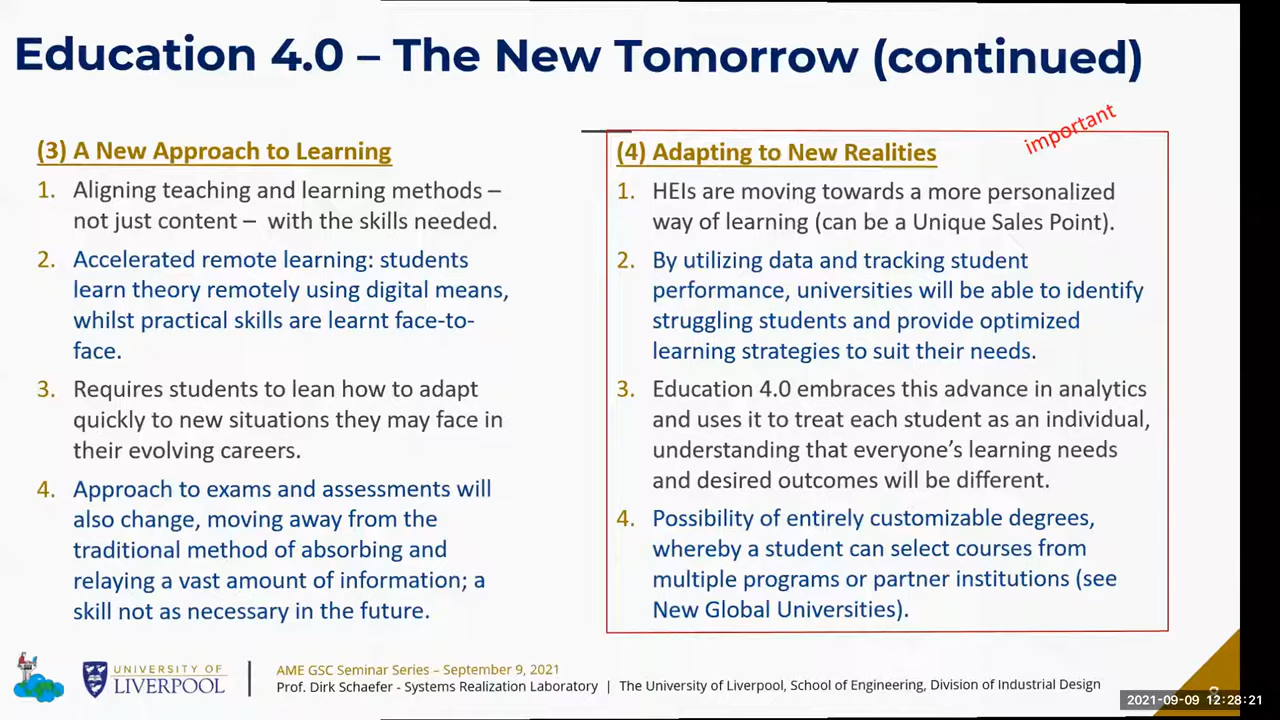 Education 4.0 – The New Tomorrow (continued)
(3) A New Approach to Learning
1. Aligning teaching and learning methods –
not just content – with the skills needed.
2. Accelerated remote learning: students
learn theory remotely using digital means,
whilst practical skills are learnt face-to-
face.
3. Requires students to lean how to adapt
quickly to new situations they may face in
their evolving careers.
4. Approach to exams and assessments will
also change, moving away from the
traditional method of absorbing and
relaying a vast amount of information; a
skill not as necessary in the future.
important
(4) Adapting to New Realities
1. HEIs are moving towards a more personalized
way of learning (can be a Unique Sales Point).
2. By utilizing data and tracking student
performance, universities will be able to identify
struggling students and provide optimized
learning strategies to suit their needs.
3. Education 4.0 embraces this advance in analytics
and uses it to treat each student as an individual,
understanding that everyone’s learning needs
and desired outcomes will be different.
4. Possibility of entirely customizable degrees,
whereby a student can select courses from
multiple programs or partner institutions (see
New Global Universities).
UNIVERSITY OF
LIVERPOOL
AME GSC Seminar Series – September 9, 2021
Prof. Dirk Schaefer - Systems Realization Laboratory | The University of Liverpool, School of Engineering, Division of Industrial Design
2021-09-09 12:28:21